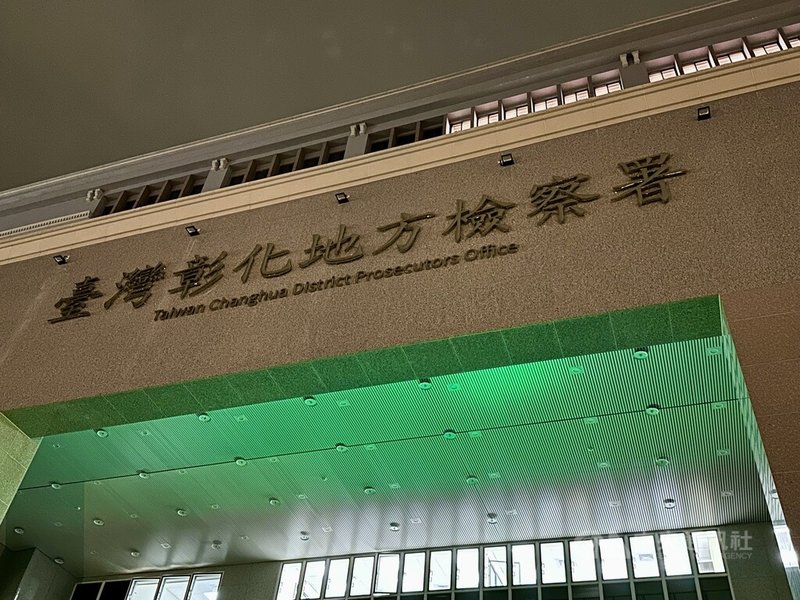 臺灣彰化地方檢察署
Taiwan Changhua District Prosecutors Office